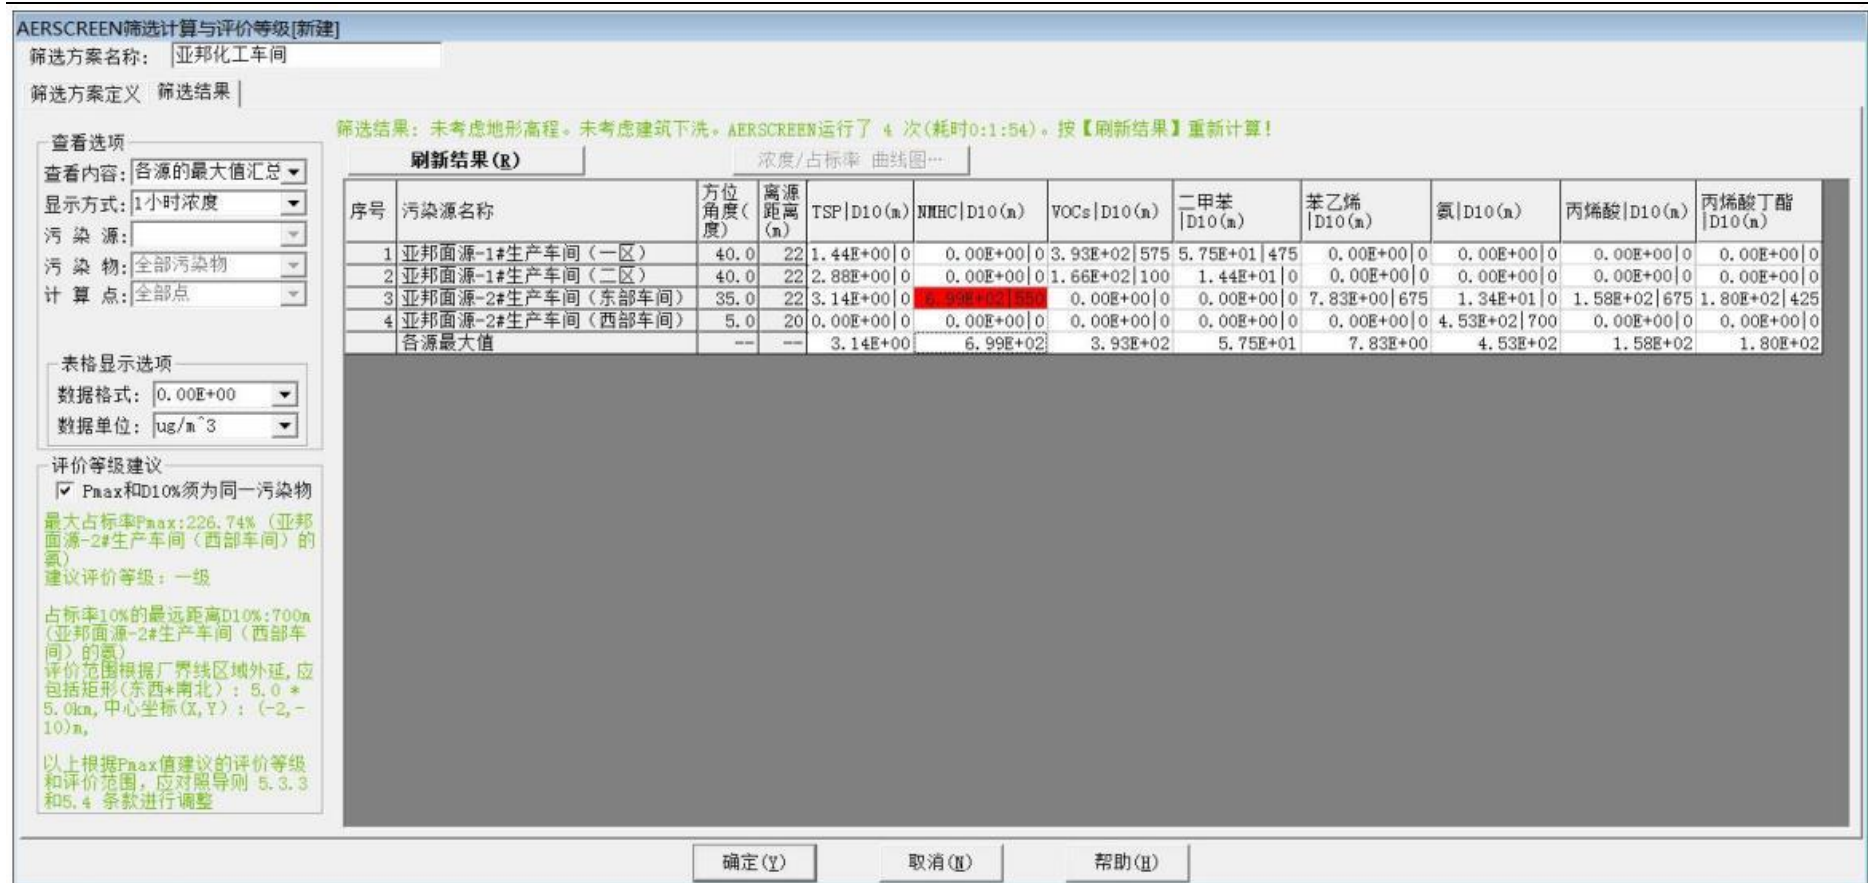 AERSCREEN筛选计算与评价等级[新建]
筛选方案名称: 亚邦化工车间
筛选方案定义 筛选结果
筛选结果: 未考虑地形高程。未考虑建筑下洗。AERSCREEN运行了 4 次(耗时0:1:54)。按【刷新结果】重新计算!
刷新结果(R) 浓度/占标率 曲线图…
查看选项
查看内容: 各源的最大值汇总
显示方式: 1小时浓度
污 染 源:
污 染 物: 全部污染物
计 算 点: 全部点
表格显示选项
数据格式: 0.00E+00
数据单位: ug/m^3
评价等级建议
Pmax和D10%须为同一污染物
最大占标率Pmax:226.74% (亚邦
面源-2#生产车间(西部车间)的
氨)
建议评价等级: 一级
占标率10%的最远距离D10%:700m
(亚邦面源-2#生产车间(西部车
间)的氨)
评价范围根据厂界线区域外延,应
包括矩形(东西*南北): 5.0 *
5.0km,中心坐标(X,Y): (-2,-
10)m,
以上根据Pmax值建议的评价等级
和评价范围,应对照导则 5.3.3
和5.4 条款进行调整
序号 污染源名称 方位角度(度) 离源距离(m) TSP|D10(m) NMHC|D10(m) VOCs|D10(m) 二甲苯|D10(m) 苯乙烯|D10(m) 氨|D10(m) 丙烯酸|D10(m) 丙烯酸丁酯|D10(m)
1 亚邦面源-1#生产车间(一区) 40.0 22 1.44E+00|0 0.00E+00|0 3.93E+02|575 5.75E+01|475 0.00E+00|0 0.00E+00|0 0.00E+00|0 0.00E+00|0
2 亚邦面源-1#生产车间(二区) 40.0 22 2.88E+00|0 0.00E+00|0 1.66E+02|100 1.44E+01|0 0.00E+00|0 0.00E+00|0 0.00E+00|0 0.00E+00|0
3 亚邦面源-2#生产车间(东部车间) 35.0 22 3.14E+00|0 6.99E+02|550 0.00E+00|0 0.00E+00|0 7.83E+00|675 1.34E+01|0 1.58E+02|675 1.80E+02|425
4 亚邦面源-2#生产车间(西部车间) 5.0 20 0.00E+00|0 0.00E+00|0 0.00E+00|0 0.00E+00|0 0.00E+00|0 4.53E+02|700 0.00E+00|0 0.00E+00|0
各源最大值 -- -- 3.14E+00 6.99E+02 3.93E+02 5.75E+01 7.83E+00 4.53E+02 1.58E+02 1.80E+02
确定(Y) 取消(N) 帮助(H)